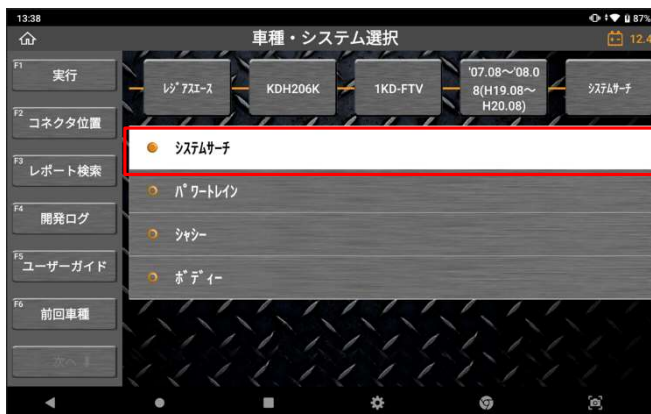 13:38
87%
車種・システム選択
12.4
F1
実行
F2
コネクタ位置
F3
レポート検索
F4
開発ログ
F5
ユーザーガイド
F6
前回車種
次へ
ﾚｼﾞｱｽｴｰｽ
KDH206K
1KD-FTV
'07.08～'08.0
8(H19.08～
H20.08)
ｼｽﾃﾑｻｰﾁ
ｼｽﾃﾑｻｰﾁ
ﾊﾟﾜｰﾄﾚｲﾝ
ｼｬｼｰ
ﾎﾞﾃﾞｨｰ